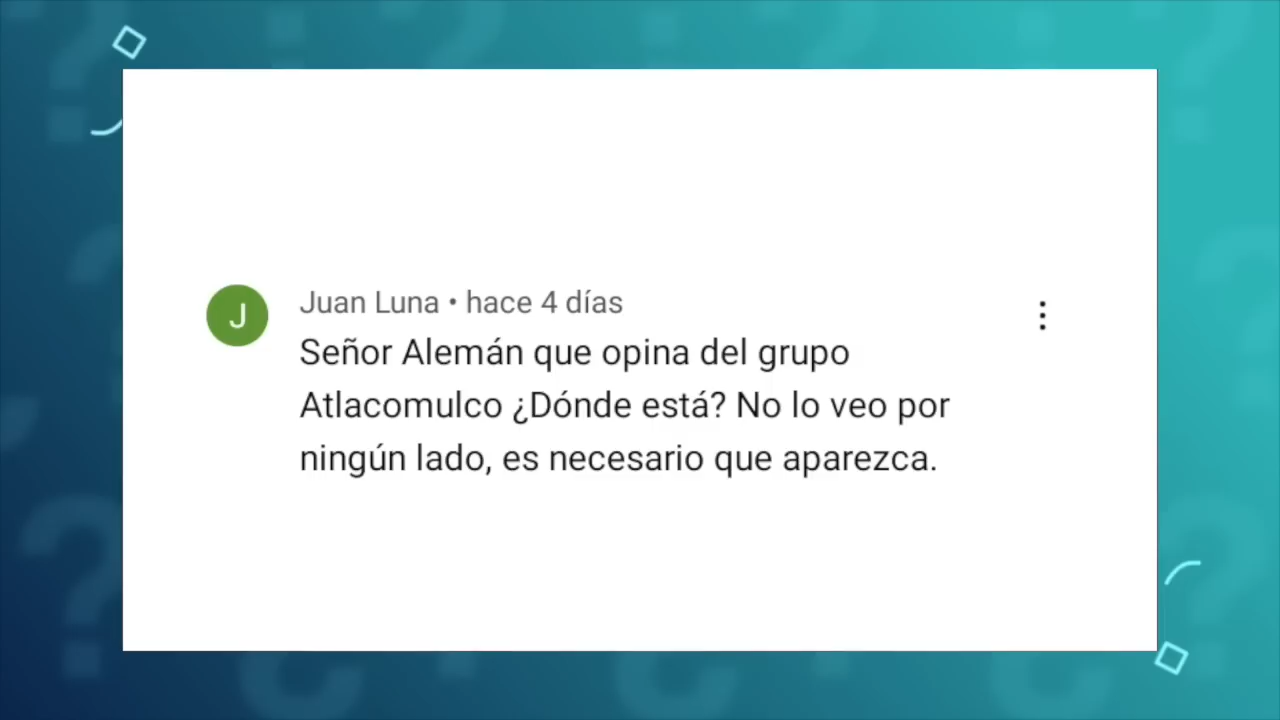 J
Juan Luna • hace 4 días
Señor Alemán que opina del grupo
Atlacomulco ¿Dónde está? No lo veo por
ningún lado, es necesario que aparezca.